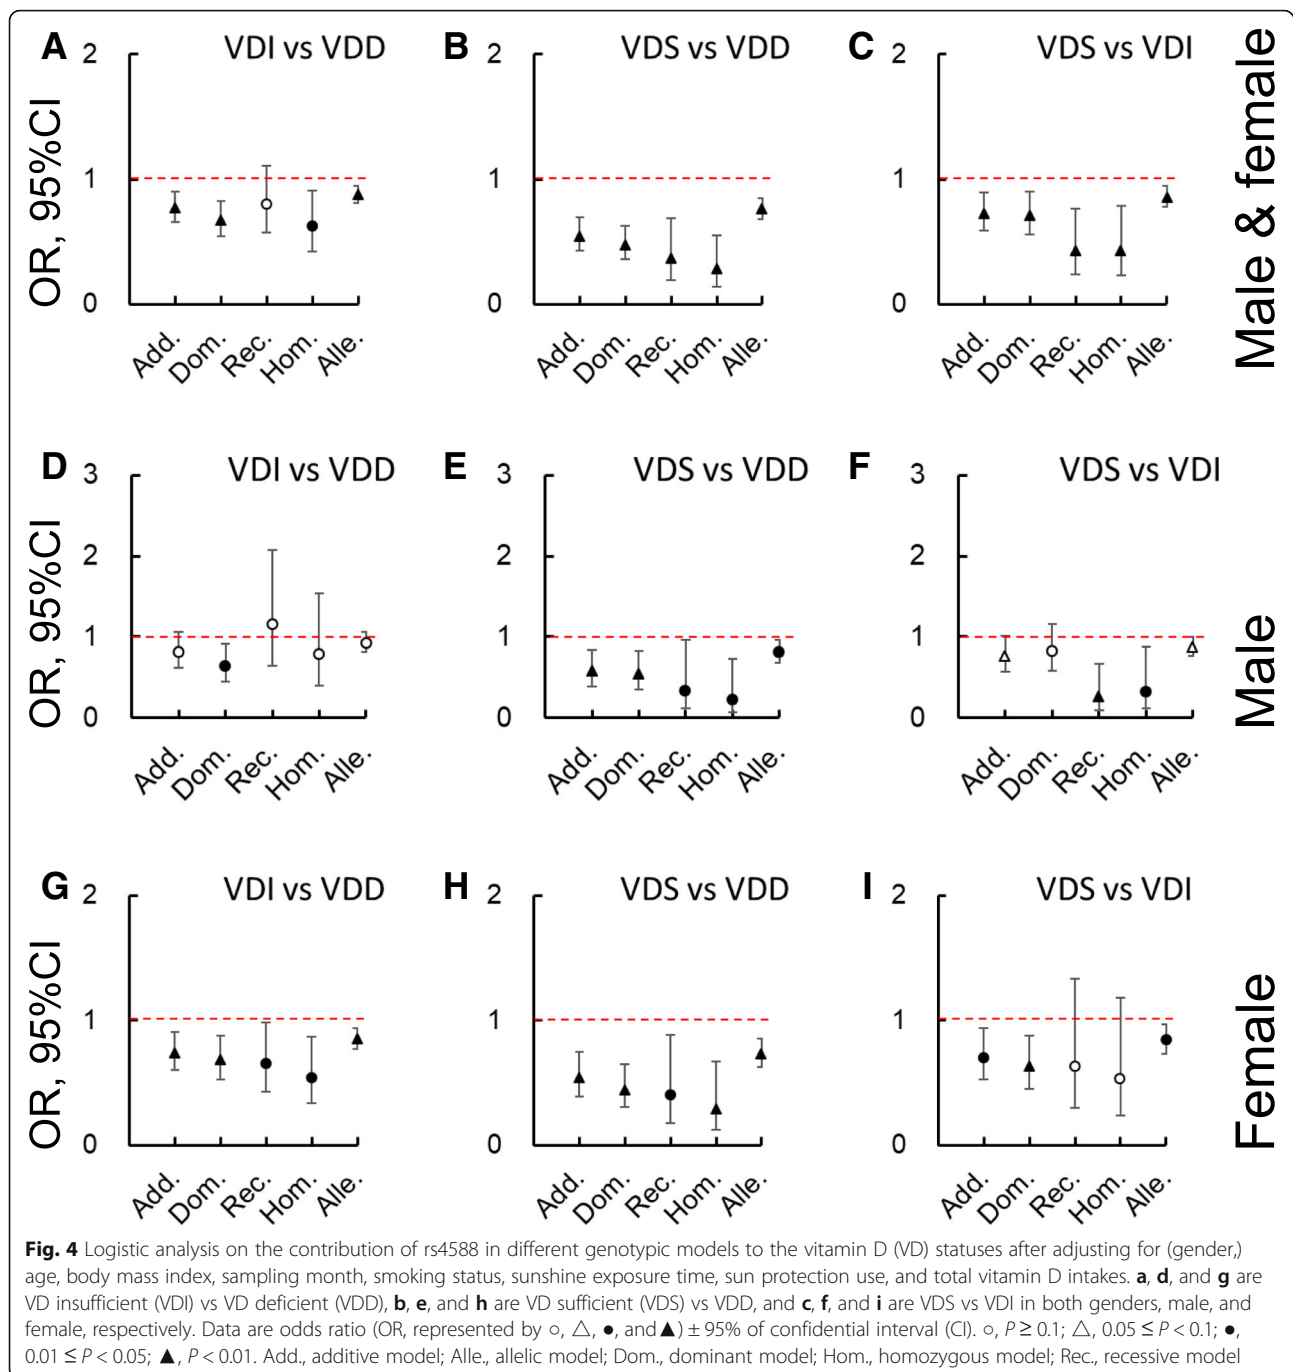 A VDI vs VDD
B VDS vs VDD
C VDS vs VDI
Male & female
OR, 95%CI
2 2 2
1 1 1
0 0 0
Add. Dom. Rec. Hom. Alle. Add. Dom. Rec. Hom. Alle. Add. Dom. Rec. Hom. Alle.
D VDI vs VDD
E VDS vs VDD
F VDS vs VDI
Male
OR, 95%CI
3 3 3
2 2 2
1 1 1
0 0 0
Add. Dom. Rec. Hom. Alle. Add. Dom. Rec. Hom. Alle. Add. Dom. Rec. Hom. Alle.
G VDI vs VDD
H VDS vs VDD
I VDS vs VDI
Female
OR, 95%CI
2 2 2
1 1 1
0 0 0
Add. Dom. Rec. Hom. Alle. Add. Dom. Rec. Hom. Alle. Add. Dom. Rec. Hom. Alle.
Fig. 4 Logistic analysis on the contribution of rs4588 in different genotypic models to the vitamin D (VD) statuses after adjusting for (gender,)
age, body mass index, sampling month, smoking status, sunshine exposure time, sun protection use, and total vitamin D intakes. a, d, and g are
VD insufficient (VDI) vs VD deficient (VDD), b, e, and h are VD sufficient (VDS) vs VDD, and c, f, and i are VDS vs VDI in both genders, male, and
female, respectively. Data are odds ratio (OR, represented by ○, △, ●, and ▲) ± 95% of confidential interval (CI). ○, P ≥ 0.1; △, 0.05 ≤ P < 0.1; ●,
0.01 ≤ P < 0.05; ▲, P < 0.01. Add., additive model; Alle., allelic model; Dom., dominant model; Hom., homozygous model; Rec., recessive model